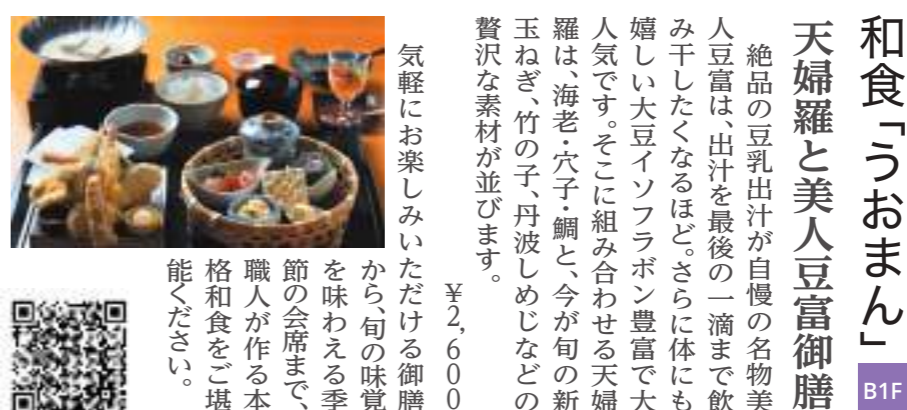 和食「うおまん」
B1F
天婦羅と美人豆富御膳
絶品の豆乳出汁が自慢の名物美
人豆富は、出汁を最後の一滴まで飲
み干したくなるほど。さらに体にも
嬉しい大豆イソフラボン豊富で大
人気です。そこに組み合わせる天婦
羅は、海老・穴子・鯛と、今が旬の新
玉ねぎ、竹の子、丹波しめじなどの
贅沢な素材が並びます。
¥2,600
気軽にお楽しみいただける御膳
から、旬の味覚
を味わえる季
節の会席まで、
職人が作る本
格和食をご堪
能ください。